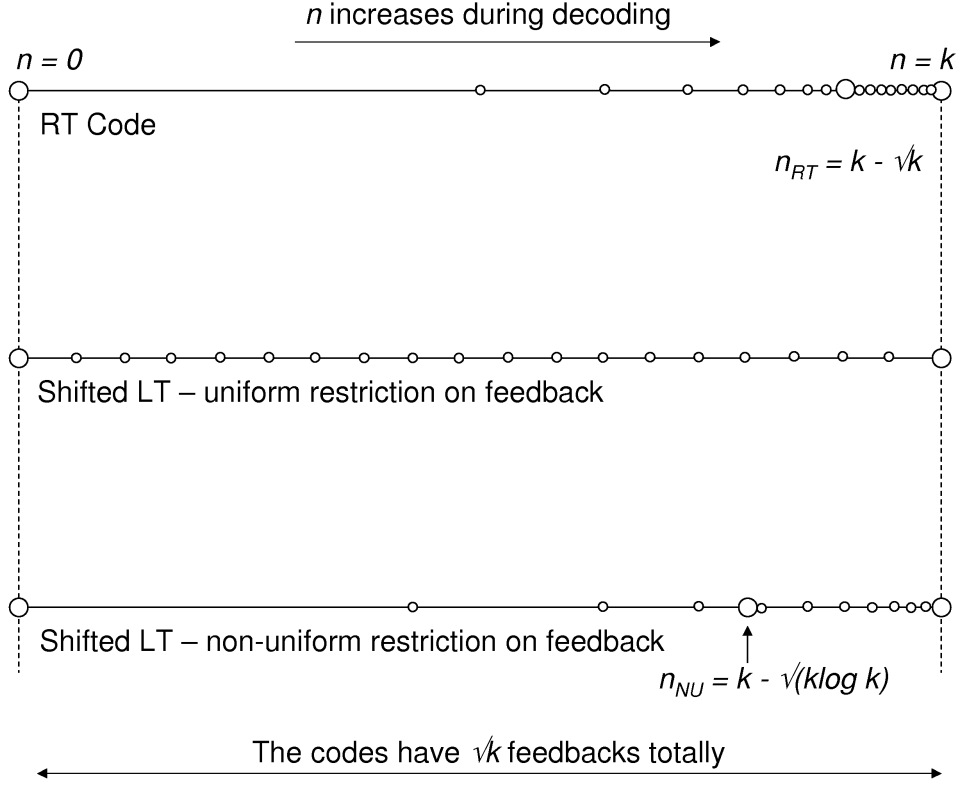 n increases during decoding
n = 0
n = k
RT Code
n_RT = k - √k
Shifted LT – uniform restriction on feedback
Shifted LT – non-uniform restriction on feedback
n_NU = k - √(klog k)
The codes have √k feedbacks totally